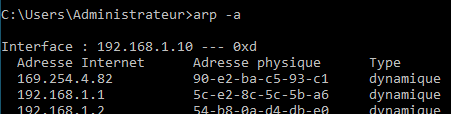 C:\Users\Administrateur>arp -a
Interface : 192.168.1.10 --- 0xd
Adresse Internet Adresse physique Type
169.254.4.82 90-e2-ba-c5-93-c1 dynamique
192.168.1.1 5c-e2-8c-5c-5b-a6 dynamique
192.168.1.2 54-b8-0a-d4-db-e0 dynamique